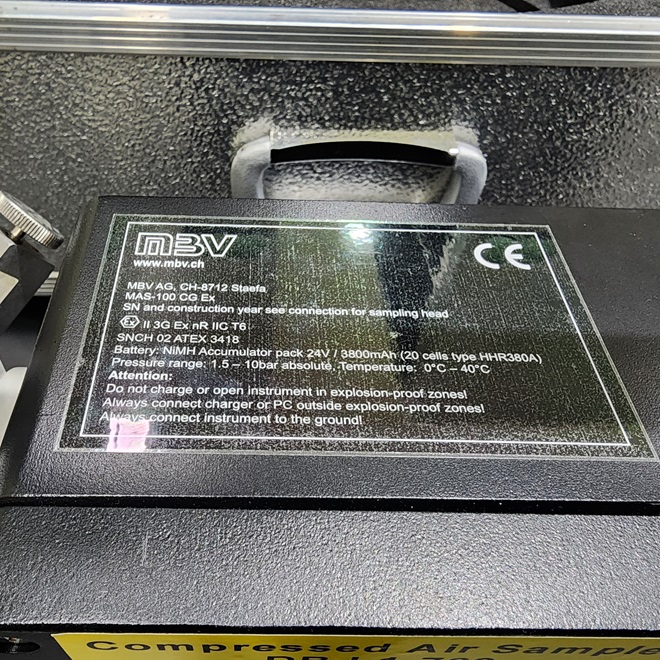 MBV
www.mbv.ch
CE
MBV AG, CH-8712 Staefa
MAS-100 CG Ex
SN and construction year see connection for sampling head
Ex II 3G Ex nR IIC T6
SNCH 02 ATEX 3418
Battery: NiMH Accumulator pack 24V / 3800mAh (20 cells type HHR380A)
Pressure range: 1.5 – 10bar absolute, Temperature: 0°C – 40°C
Attention:
Do not charge or open instrument in explosion-proof zones!
Always connect charger or PC outside explosion-proof zones!
Always connect instrument to the ground!
Compressed Air Sample